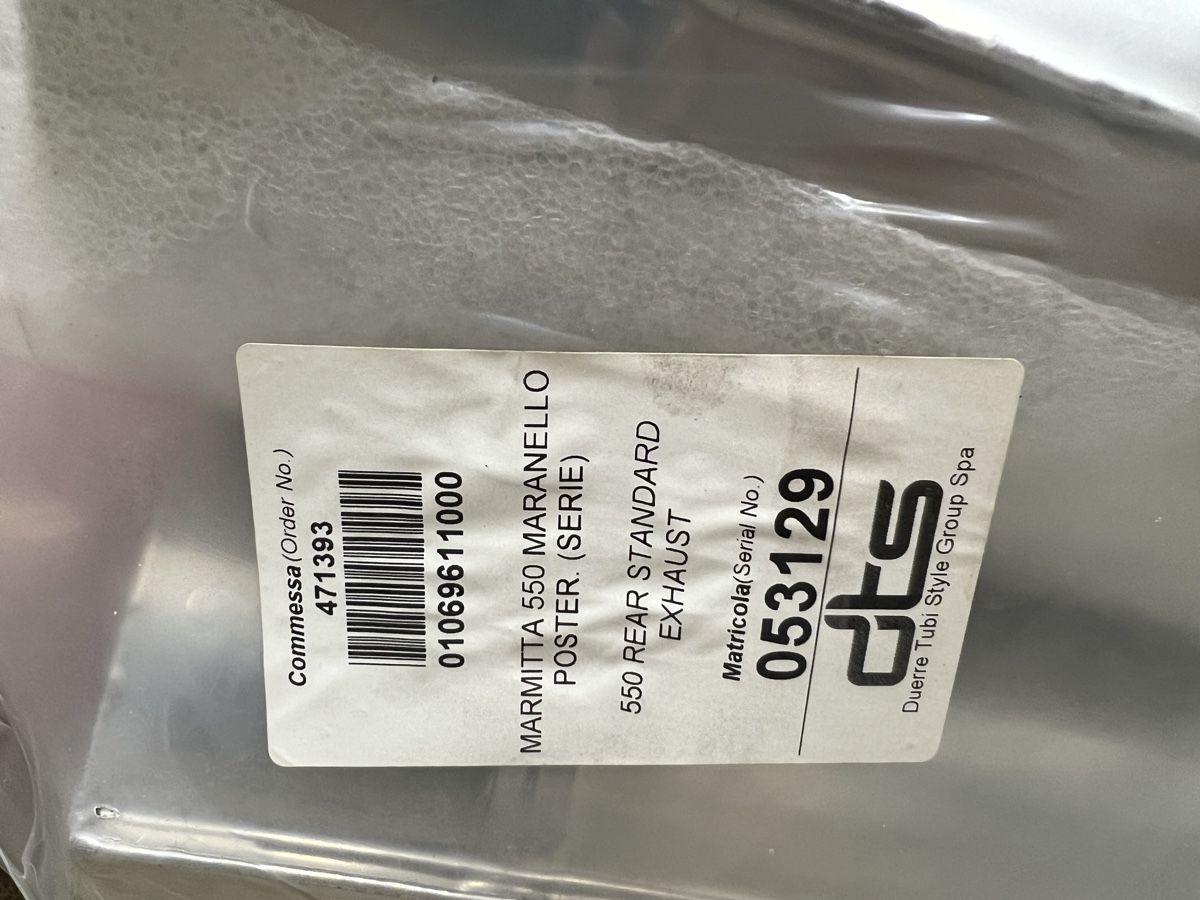 Commessa (Order No.)
471393
01069611000
MARMITTA 550 MARANELLO
POSTER. (SERIE)
550 REAR STANDARD
EXHAUST
Matricola(Serial No.)
053129
dts
Duerre Tubi Style Group Spa